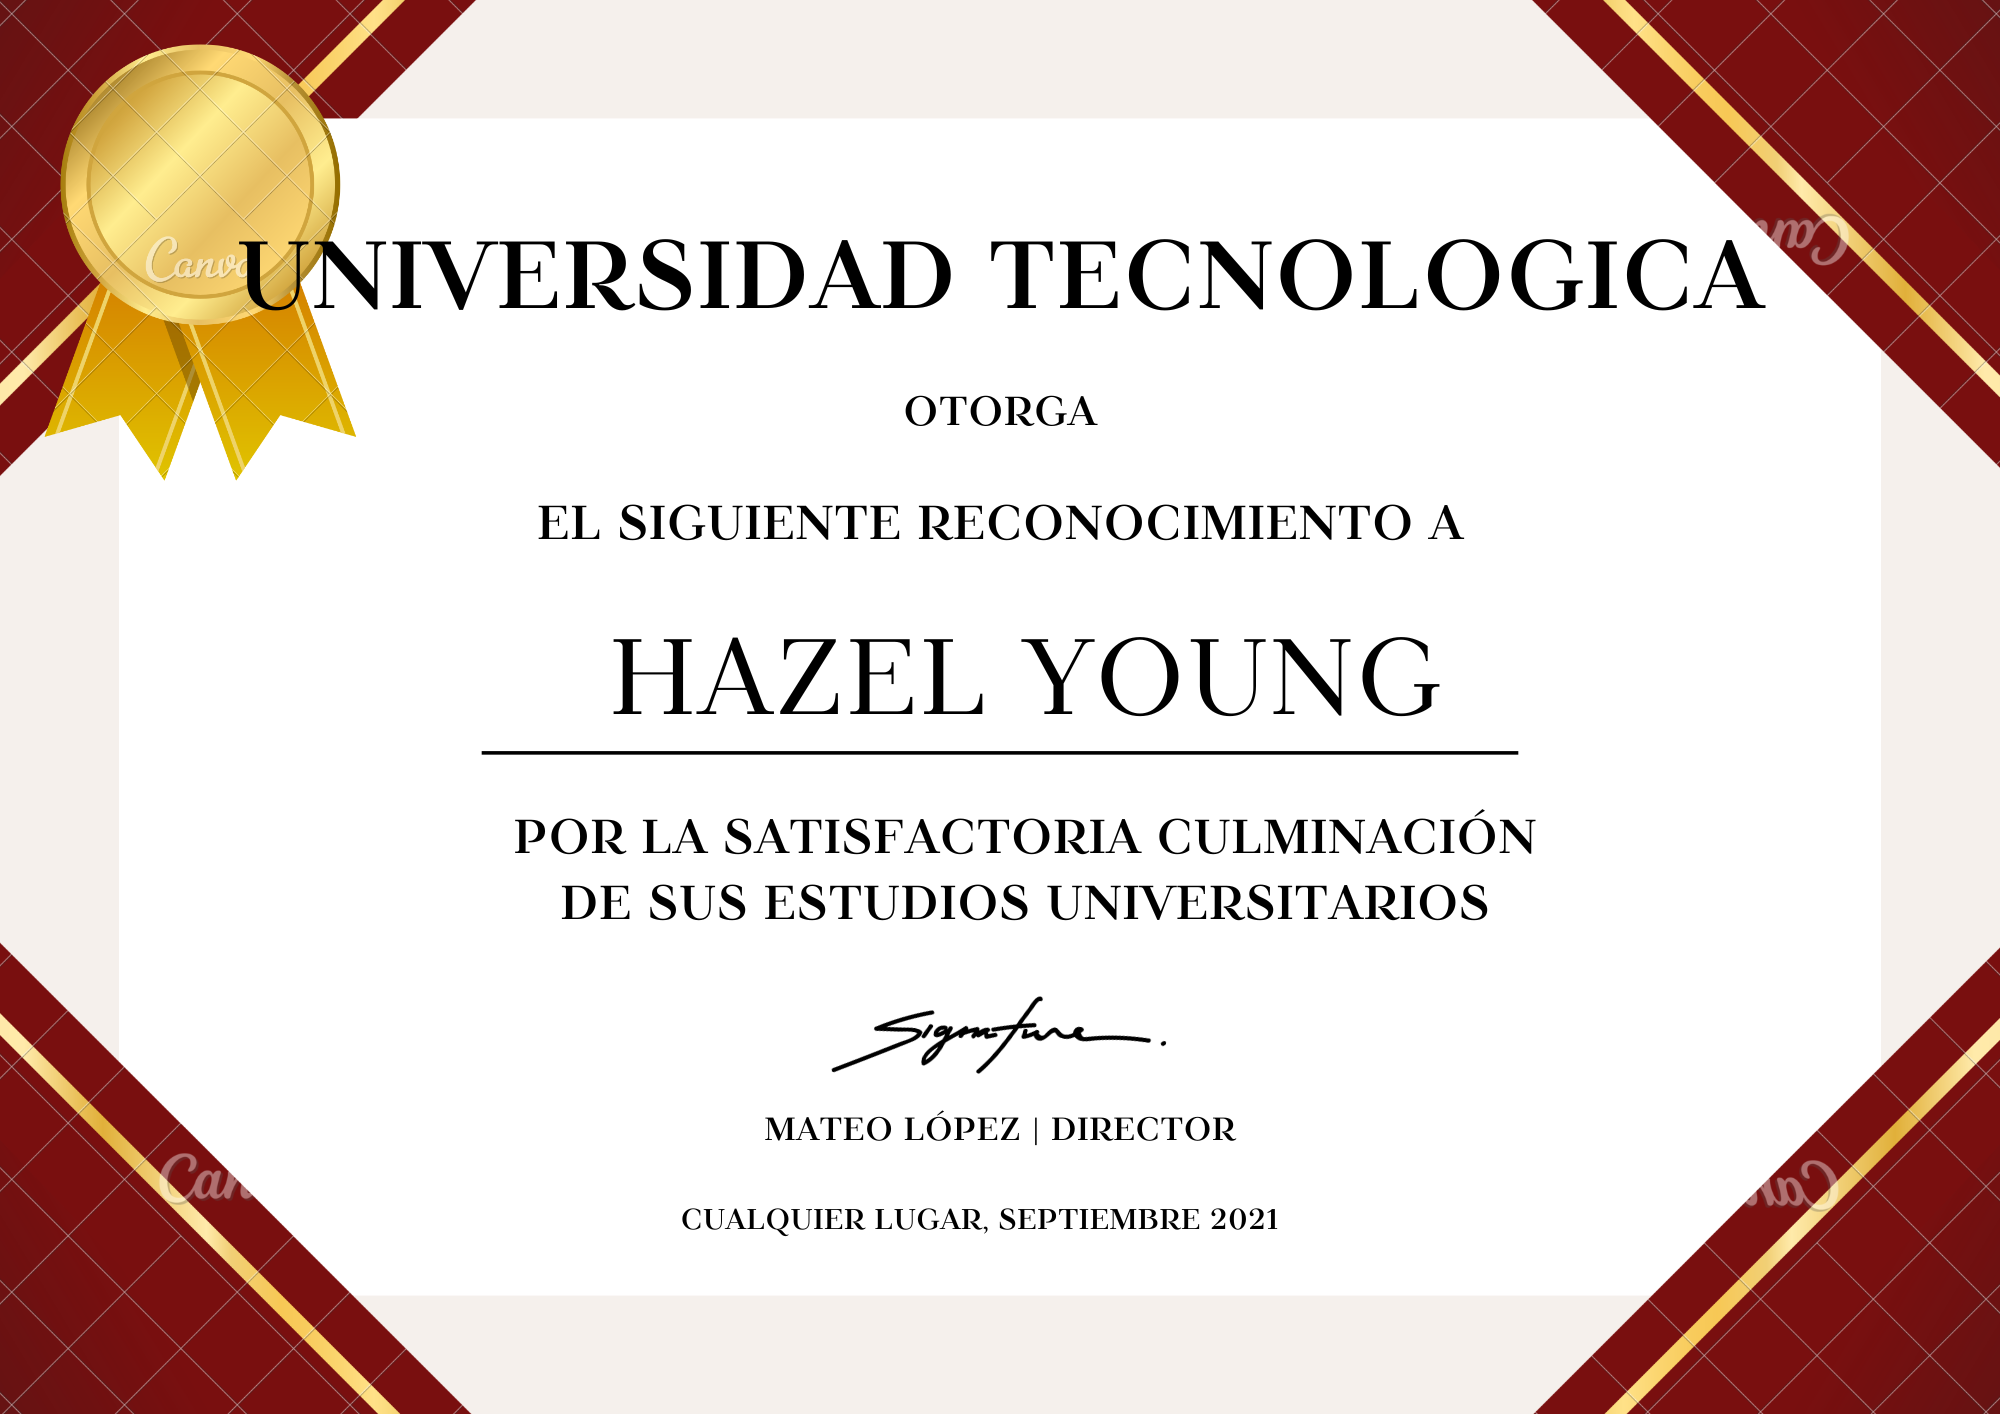 UNIVERSIDAD TECNOLOGICA
OTORGA
EL SIGUIENTE RECONOCIMIENTO A
HAZEL YOUNG
POR LA SATISFACTORIA CULMINACIÓN
DE SUS ESTUDIOS UNIVERSITARIOS
Signature.
MATEO LÓPEZ | DIRECTOR
CUALQUIER LUGAR, SEPTIEMBRE 2021
Canva